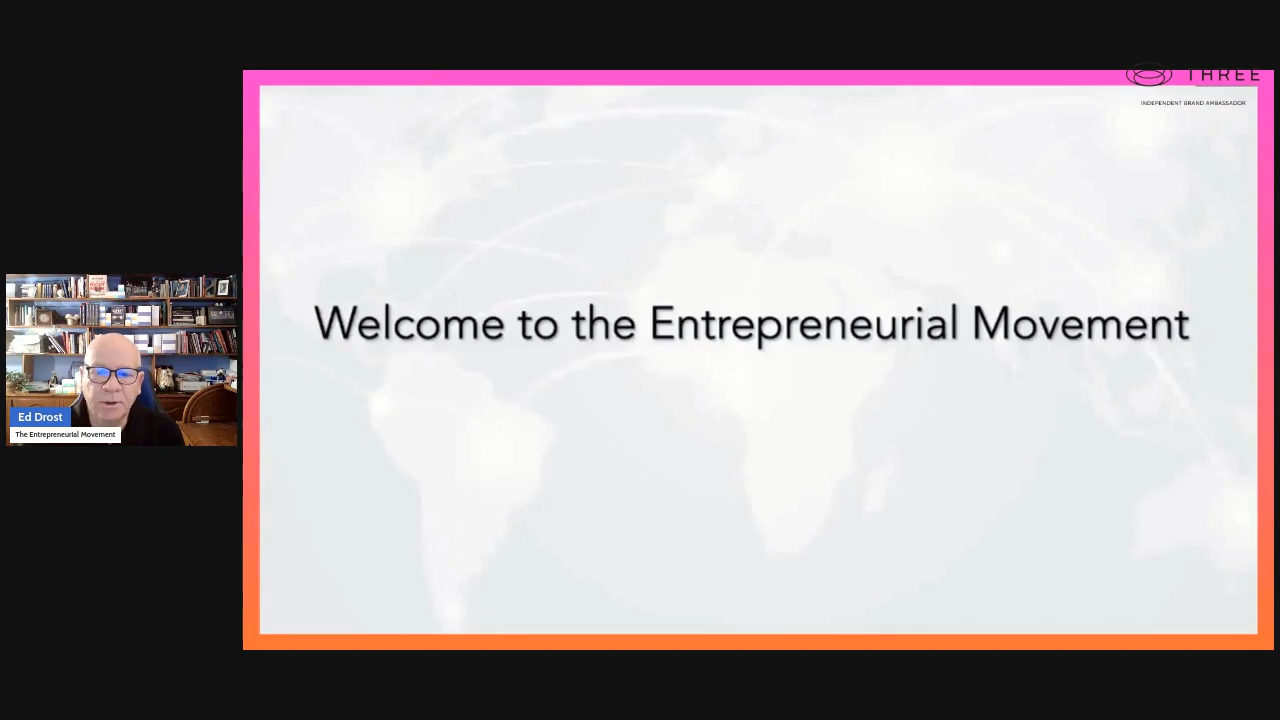 THREE
INDEPENDENT BRAND AMBASSADOR
Welcome to the Entrepreneurial Movement
Ed Drost
The Entrepreneurial Movement